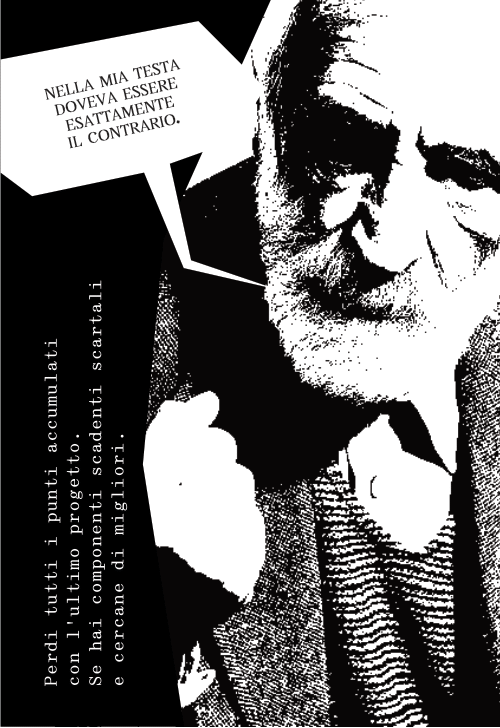 NELLA MIA TESTA
DOVEVA ESSERE
ESATTAMENTE
IL CONTRARIO.
Perdi tutti i punti accumulati
con l'ultimo progetto.
Se hai componenti scadenti scartali
e cercane di migliori.